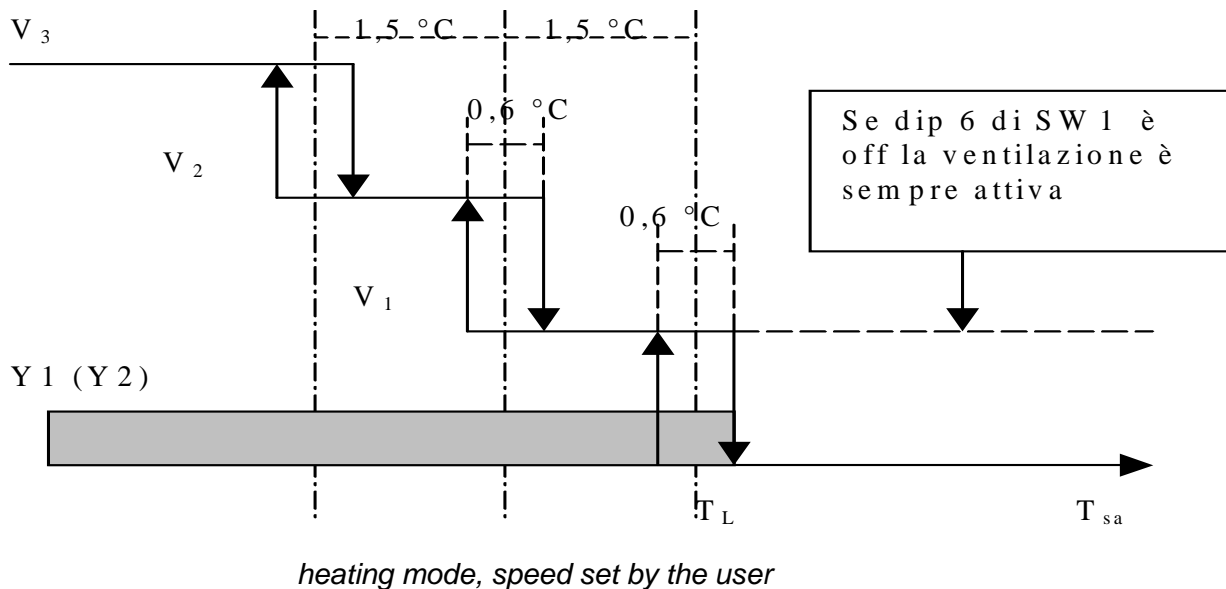 V3
1,5 °C
1,5 °C
0,6 °C
V2
Se dip 6 di SW1 è
off la ventilazione è
sempre attiva
0,6 °C
V1
Y1 (Y2)
TL
Tsa
heating mode, speed set by the user